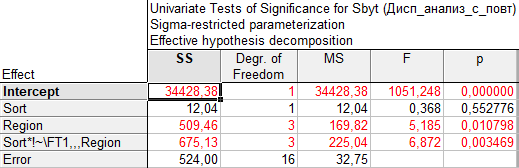 Univariate Tests of Significance for Sbyt (Дисп_анализ_с_повт)
Sigma-restricted parameterization
Effective hypothesis decomposition
Effect SS Degr. of Freedom MS F p
Intercept 34428,38 1 34428,38 1051,248 0,000000
Sort 12,04 1 12,04 0,368 0,552776
Region 509,46 3 169,82 5,185 0,010798
Sort*!~\FT1,,,Region 675,13 3 225,04 6,872 0,003469
Error 524,00 16 32,75